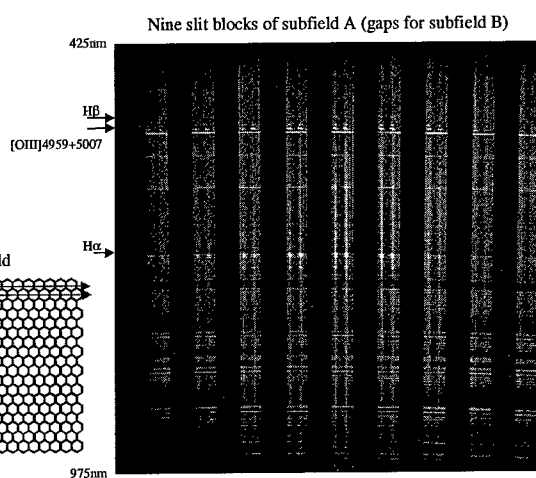 Nine slit blocks of subfield A (gaps for subfield B)
425nm
Hβ
[OIII]4959+5007
Hα
ld
975nm